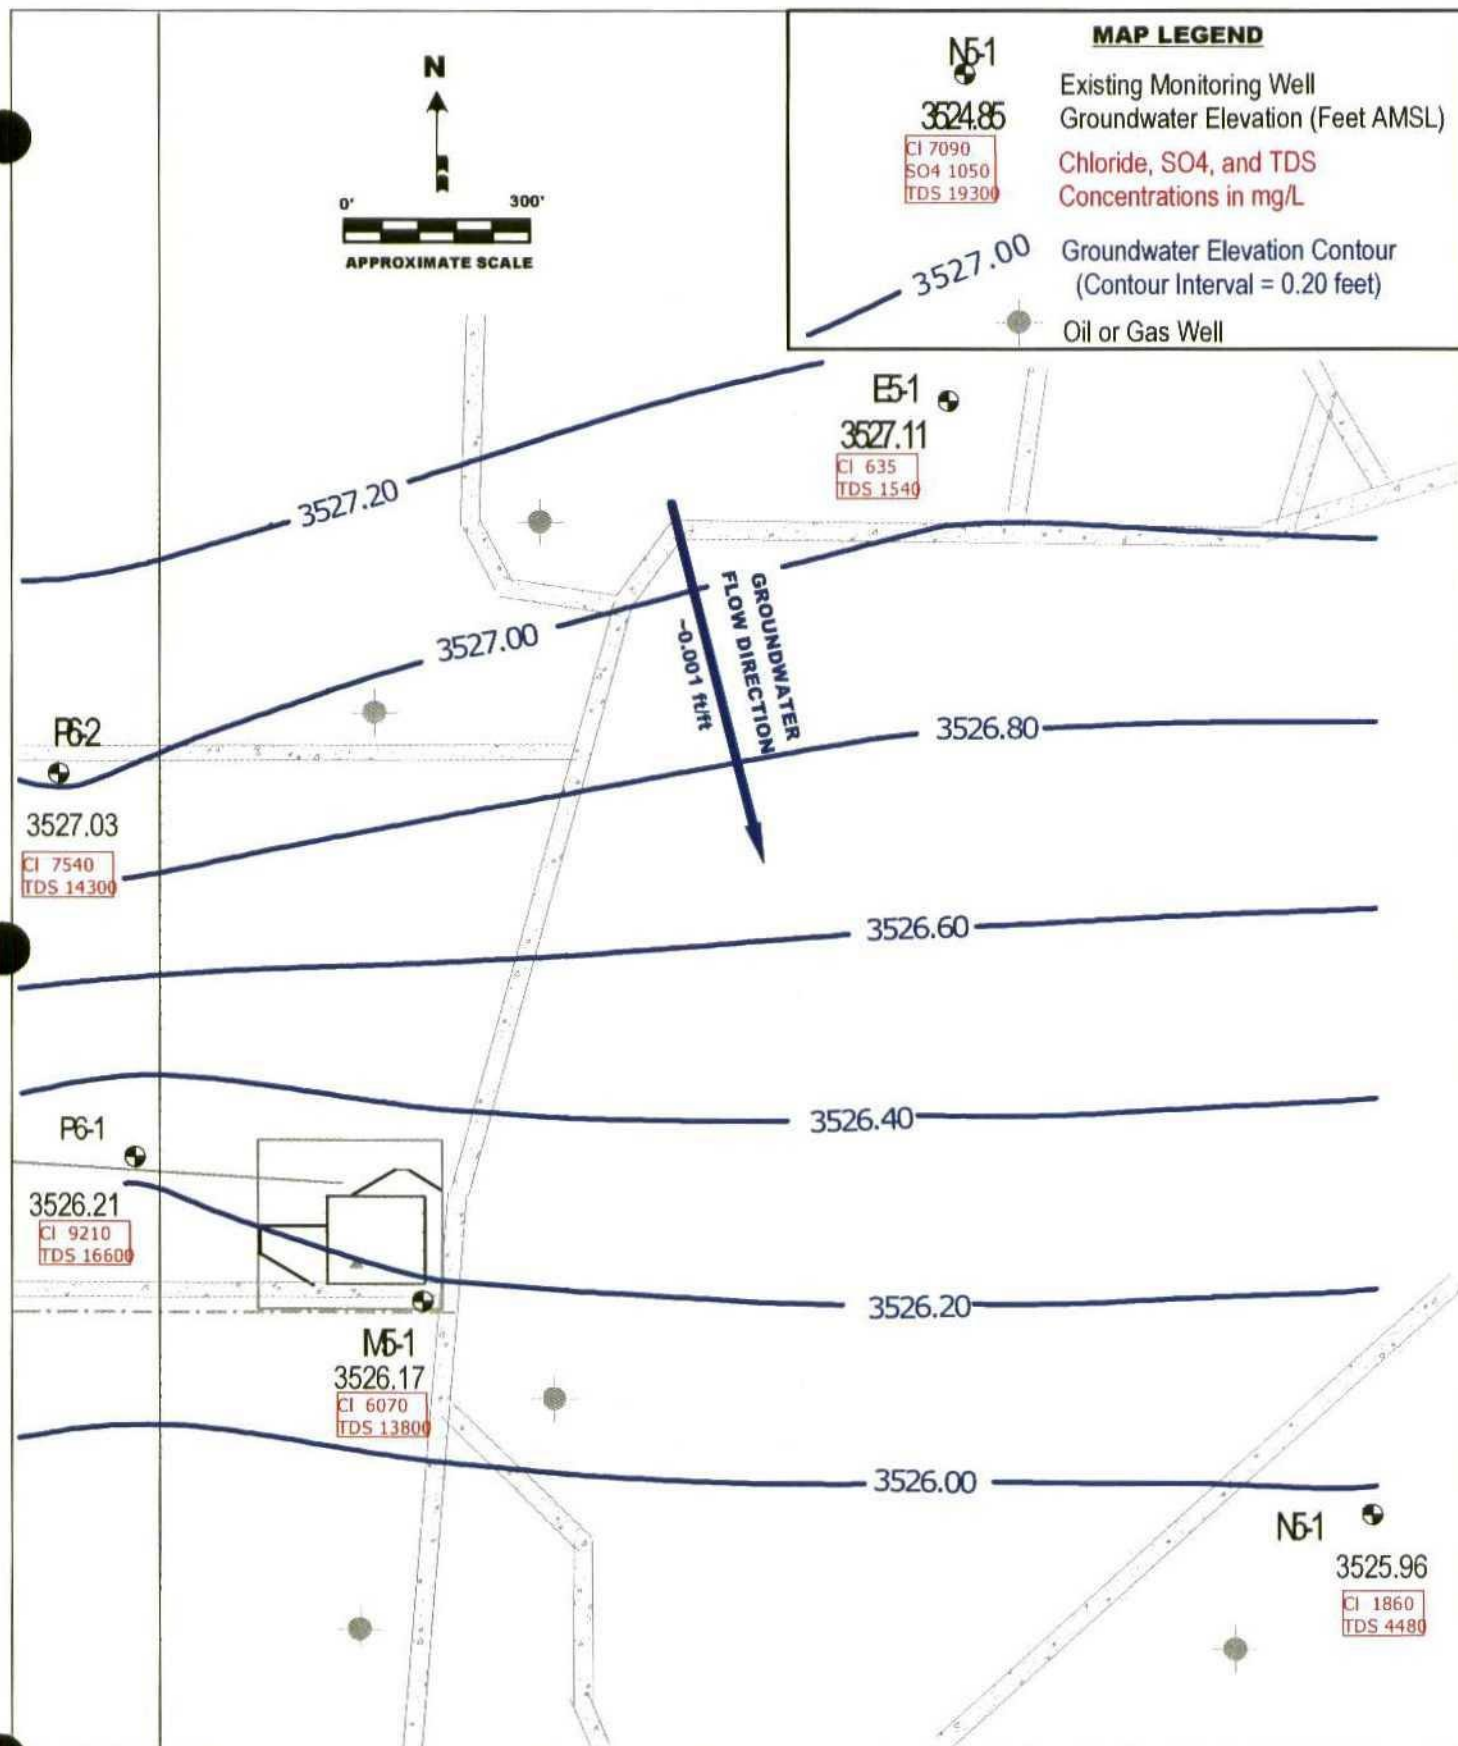 MAP LEGEND
N5-1
Existing Monitoring Well
3524.85
Groundwater Elevation (Feet AMSL)
Cl 7090
SO4 1050
TDS 19300
Chloride, SO4, and TDS
Concentrations in mg/L
3527.00
Groundwater Elevation Contour
(Contour Interval = 0.20 feet)
Oil or Gas Well
N
0'
300'
APPROXIMATE SCALE
E5-1
3527.11
Cl 635
TDS 1540
3527.20
3527.00
GROUNDWATER
FLOW DIRECTION
~0.001 ft/ft
P6-2
3527.03
Cl 7540
TDS 14300
3526.80
3526.60
3526.40
P6-1
3526.21
Cl 9210
TDS 16600
3526.20
M5-1
3526.17
Cl 6070
TDS 13800
3526.00
N5-1
3525.96
Cl 1860
TDS 4480